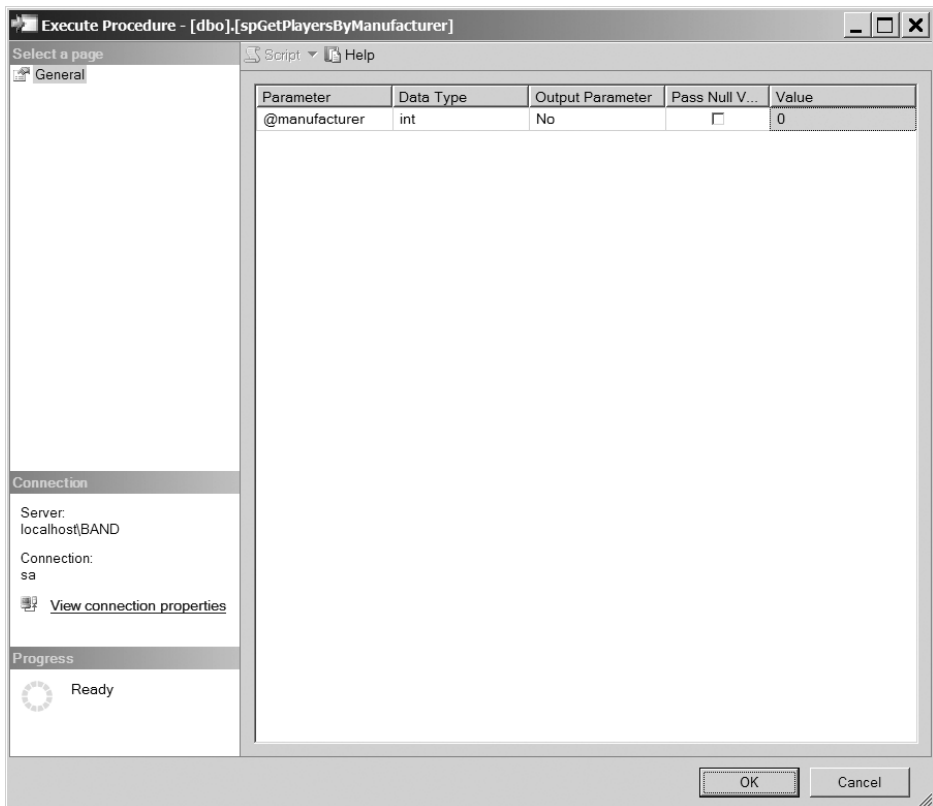 Execute Procedure - [dbo].[spGetPlayersByManufacturer]
Select a page
General
Script Help
Parameter Data Type Output Parameter Pass Null V... Value
@manufacturer int No 0
Connection
Server:
localhost\BAND
Connection:
sa
View connection properties
Progress
Ready
OK Cancel